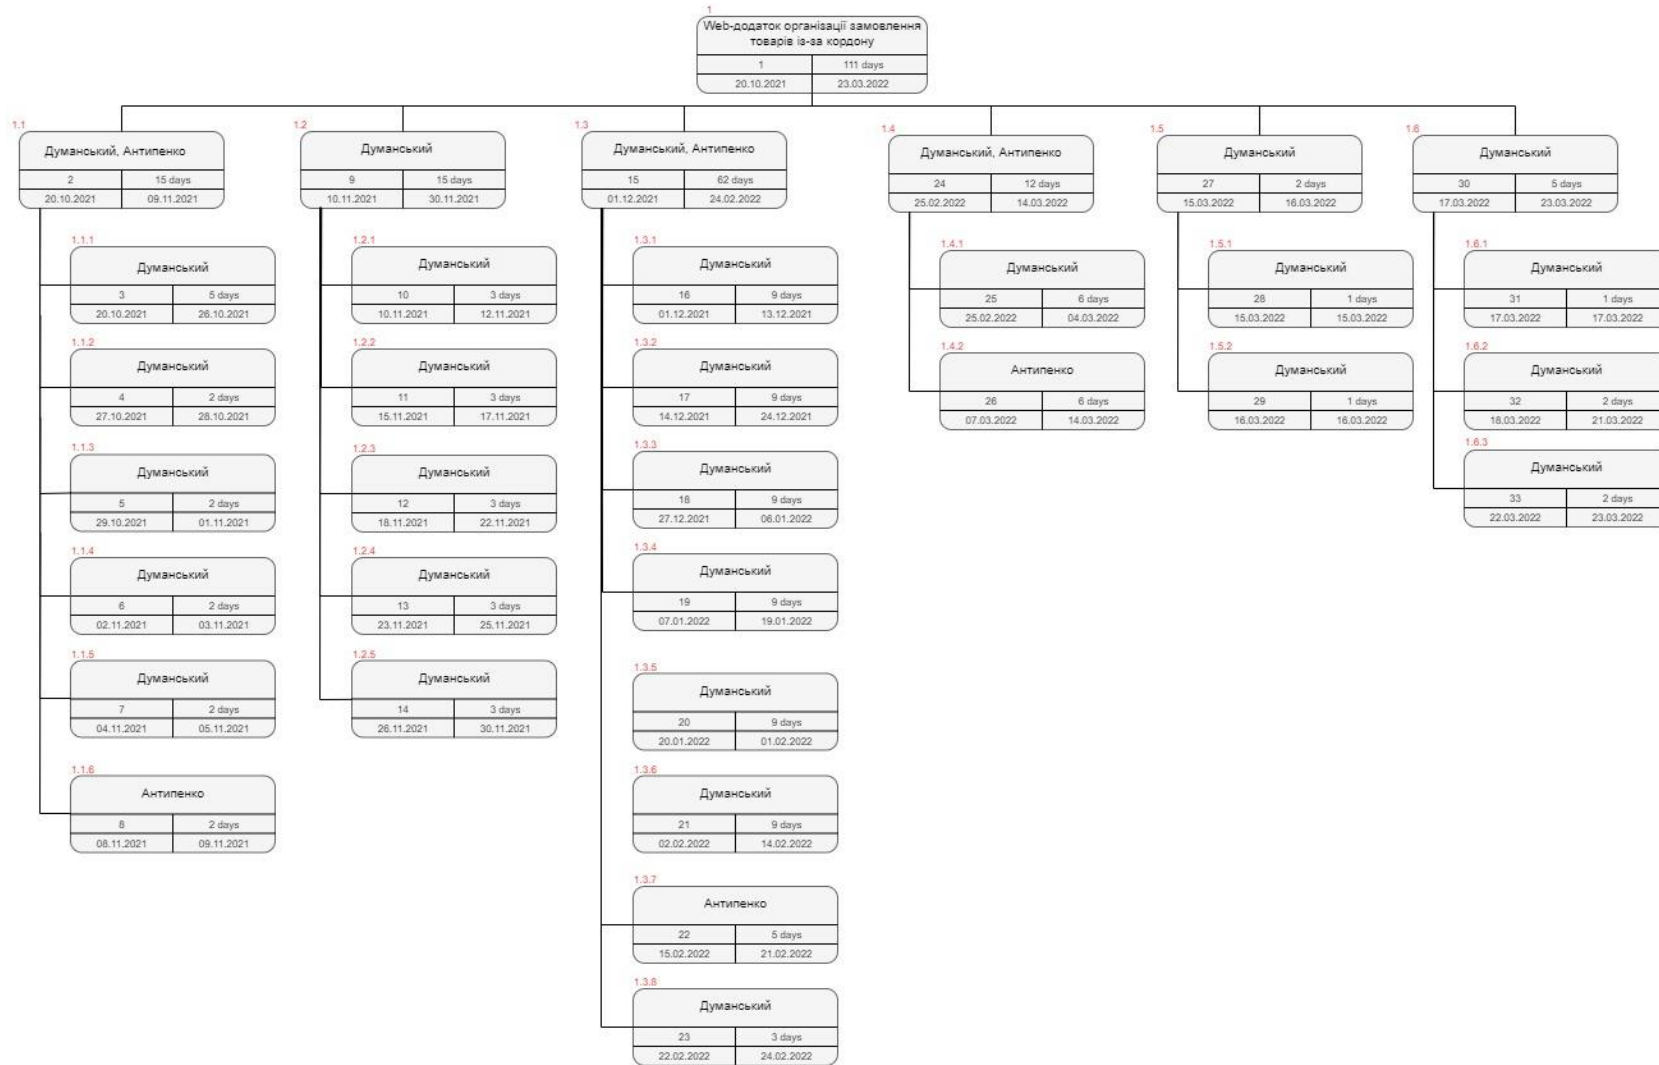 1
Web-додаток організації замовлення
товарів із-за кордону
1 111 days
20.10.2021 23.03.2022
1.1
Думанський, Антипенко
2 15 days
20.10.2021 09.11.2021
1.1.1
Думанський
3 5 days
20.10.2021 26.10.2021
1.1.2
Думанський
4 2 days
27.10.2021 28.10.2021
1.1.3
Думанський
5 2 days
29.10.2021 01.11.2021
1.1.4
Думанський
6 2 days
02.11.2021 03.11.2021
1.1.5
Думанський
7 2 days
04.11.2021 05.11.2021
1.1.6
Антипенко
8 2 days
08.11.2021 09.11.2021
1.2
Думанський
9 15 days
10.11.2021 30.11.2021
1.2.1
Думанський
10 3 days
10.11.2021 12.11.2021
1.2.2
Думанський
11 3 days
15.11.2021 17.11.2021
1.2.3
Думанський
12 3 days
18.11.2021 22.11.2021
1.2.4
Думанський
13 3 days
23.11.2021 25.11.2021
1.2.5
Думанський
14 3 days
26.11.2021 30.11.2021
1.3
Думанський, Антипенко
15 62 days
01.12.2021 24.02.2022
1.3.1
Думанський
16 9 days
01.12.2021 13.12.2021
1.3.2
Думанський
17 9 days
14.12.2021 24.12.2021
1.3.3
Думанський
18 9 days
27.12.2021 06.01.2022
1.3.4
Думанський
19 9 days
07.01.2022 19.01.2022
1.3.5
Думанський
20 9 days
20.01.2022 01.02.2022
1.3.6
Думанський
21 9 days
02.02.2022 14.02.2022
1.3.7
Антипенко
22 5 days
15.02.2022 21.02.2022
1.3.8
Думанський
23 3 days
22.02.2022 24.02.2022
1.4
Думанський, Антипенко
24 12 days
25.02.2022 14.03.2022
1.4.1
Думанський
25 6 days
25.02.2022 04.03.2022
1.4.2
Антипенко
26 6 days
07.03.2022 14.03.2022
1.5
Думанський
27 2 days
15.03.2022 16.03.2022
1.5.1
Думанський
28 1 days
15.03.2022 15.03.2022
1.5.2
Думанський
29 1 days
16.03.2022 16.03.2022
1.6
Думанський
30 5 days
17.03.2022 23.03.2022
1.6.1
Думанський
31 1 days
17.03.2022 17.03.2022
1.6.2
Думанський
32 2 days
18.03.2022 21.03.2022
1.6.3
Думанський
33 2 days
22.03.2022 23.03.2022